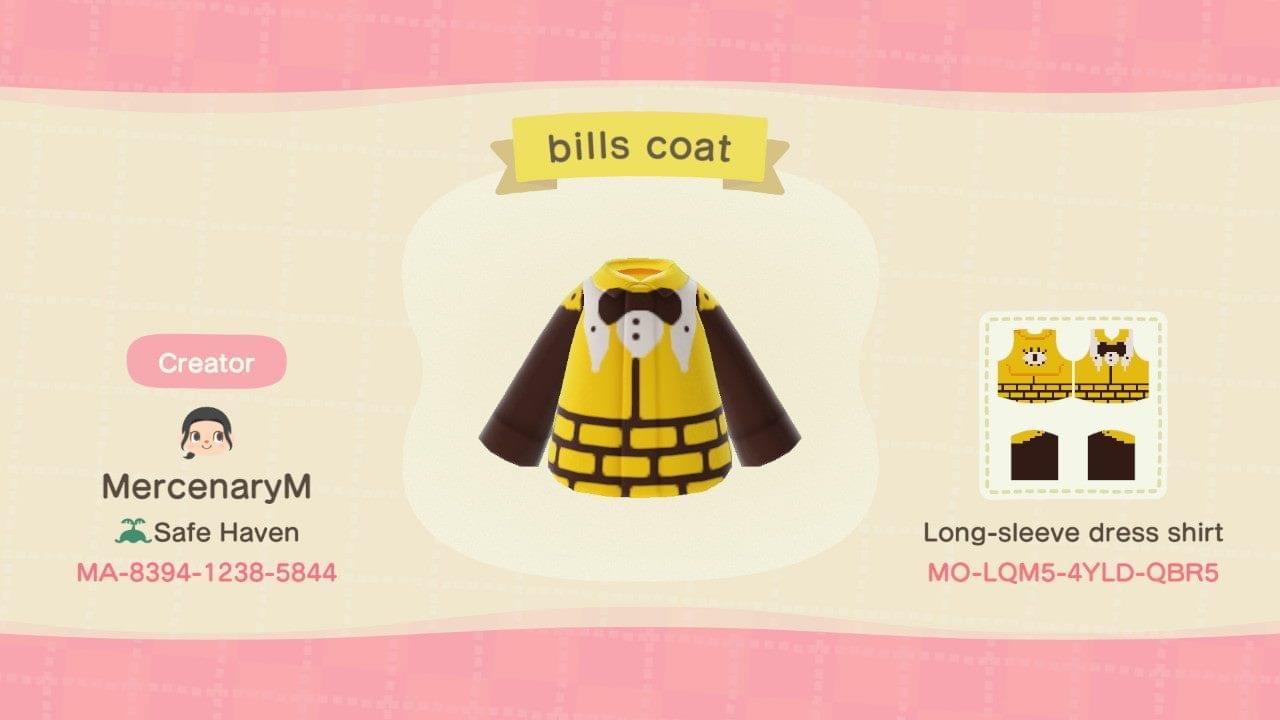 bills coat
Creator
MercenaryM
Safe Haven
MA-8394-1238-5844
Long-sleeve dress shirt
MO-LQM5-4YLD-QBR5